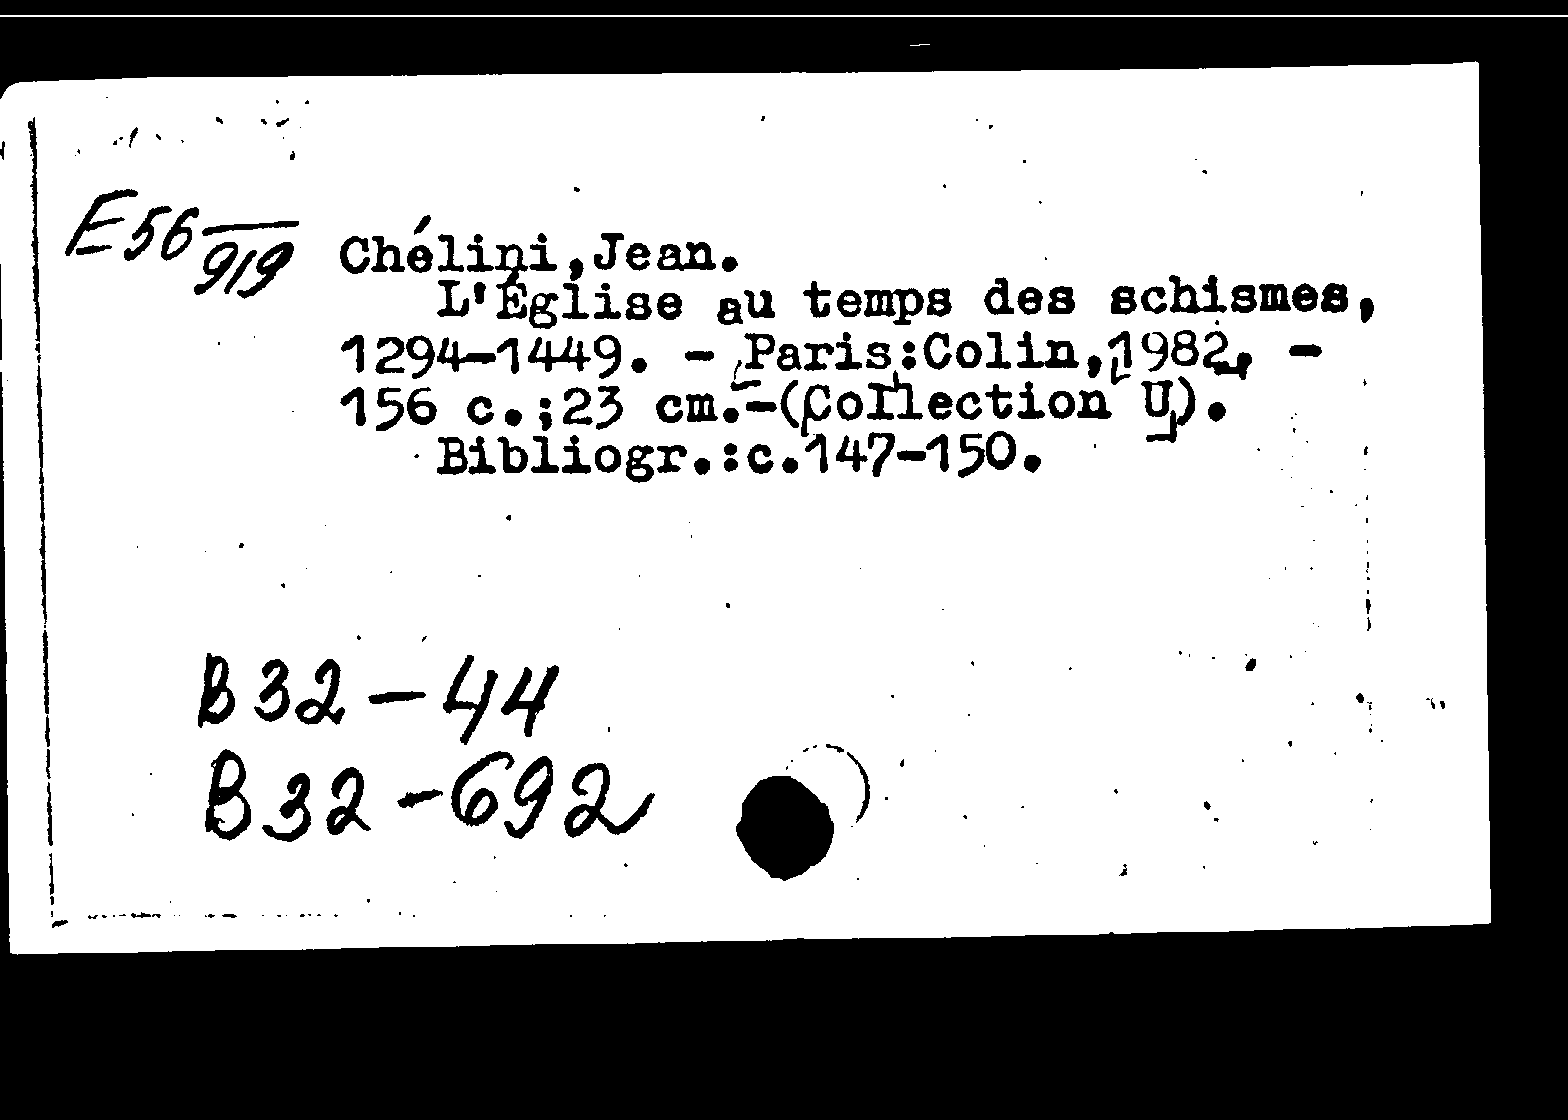 E56
919
Chélini, Jean.
L'Église au temps des schismes,
1294-1449. - Paris:Colin,1982. -
156 c.;23 cm.-(Collection U).
Bibliogr.:c.147-150.
B32-44
B32-692